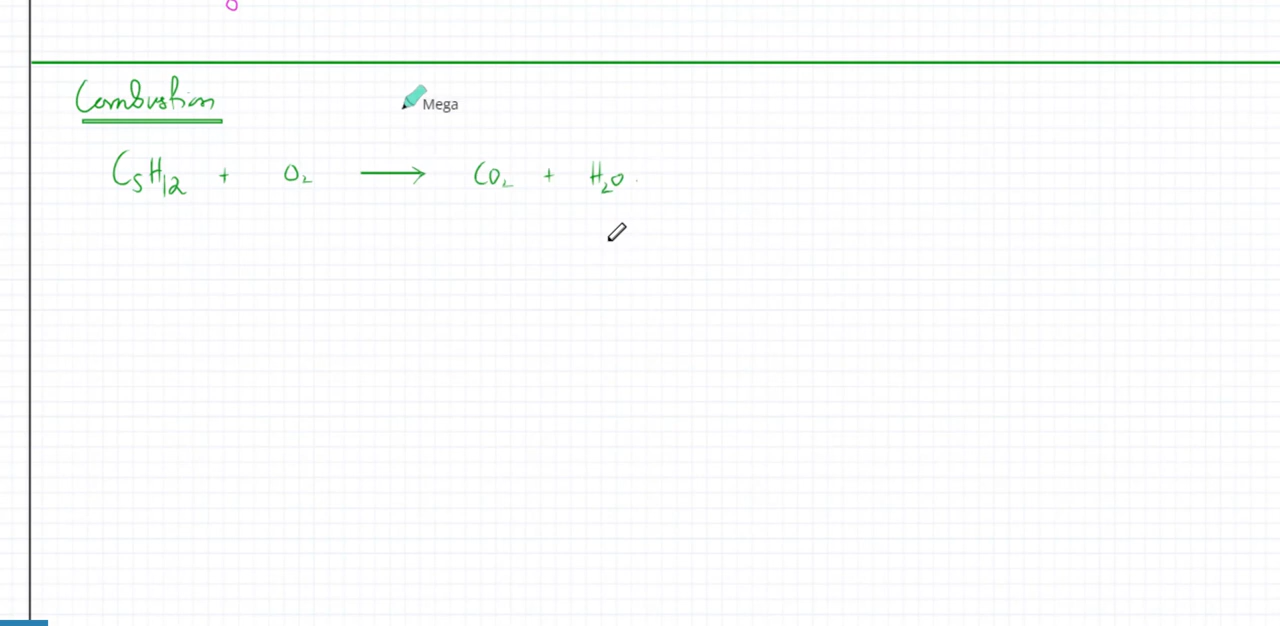 Combustion
Mega
C₅H₁₂ + O₂ ⟶ CO₂ + H₂O